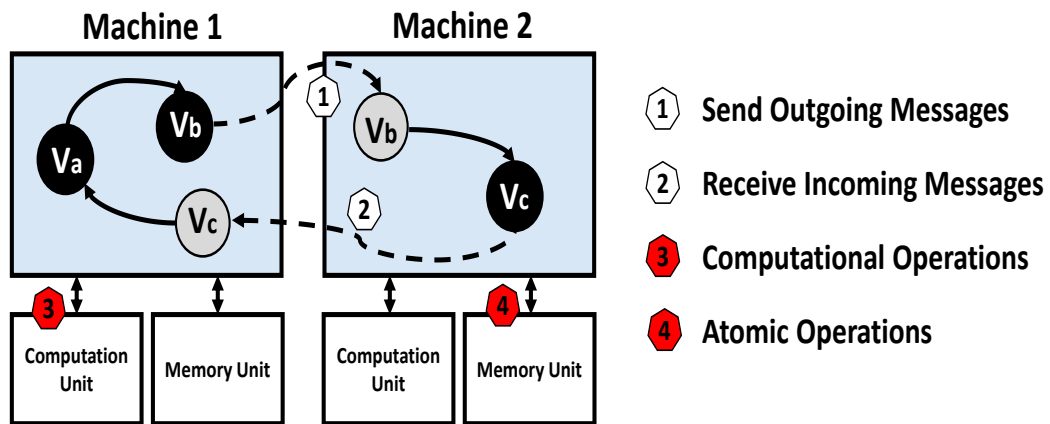 Machine 1
Machine 2
1
Vb
Vb
Va
Vc
Vc
2
3
4
Computation
Unit
Memory Unit
Computation
Unit
Memory Unit
1 Send Outgoing Messages
2 Receive Incoming Messages
3 Computational Operations
4 Atomic Operations